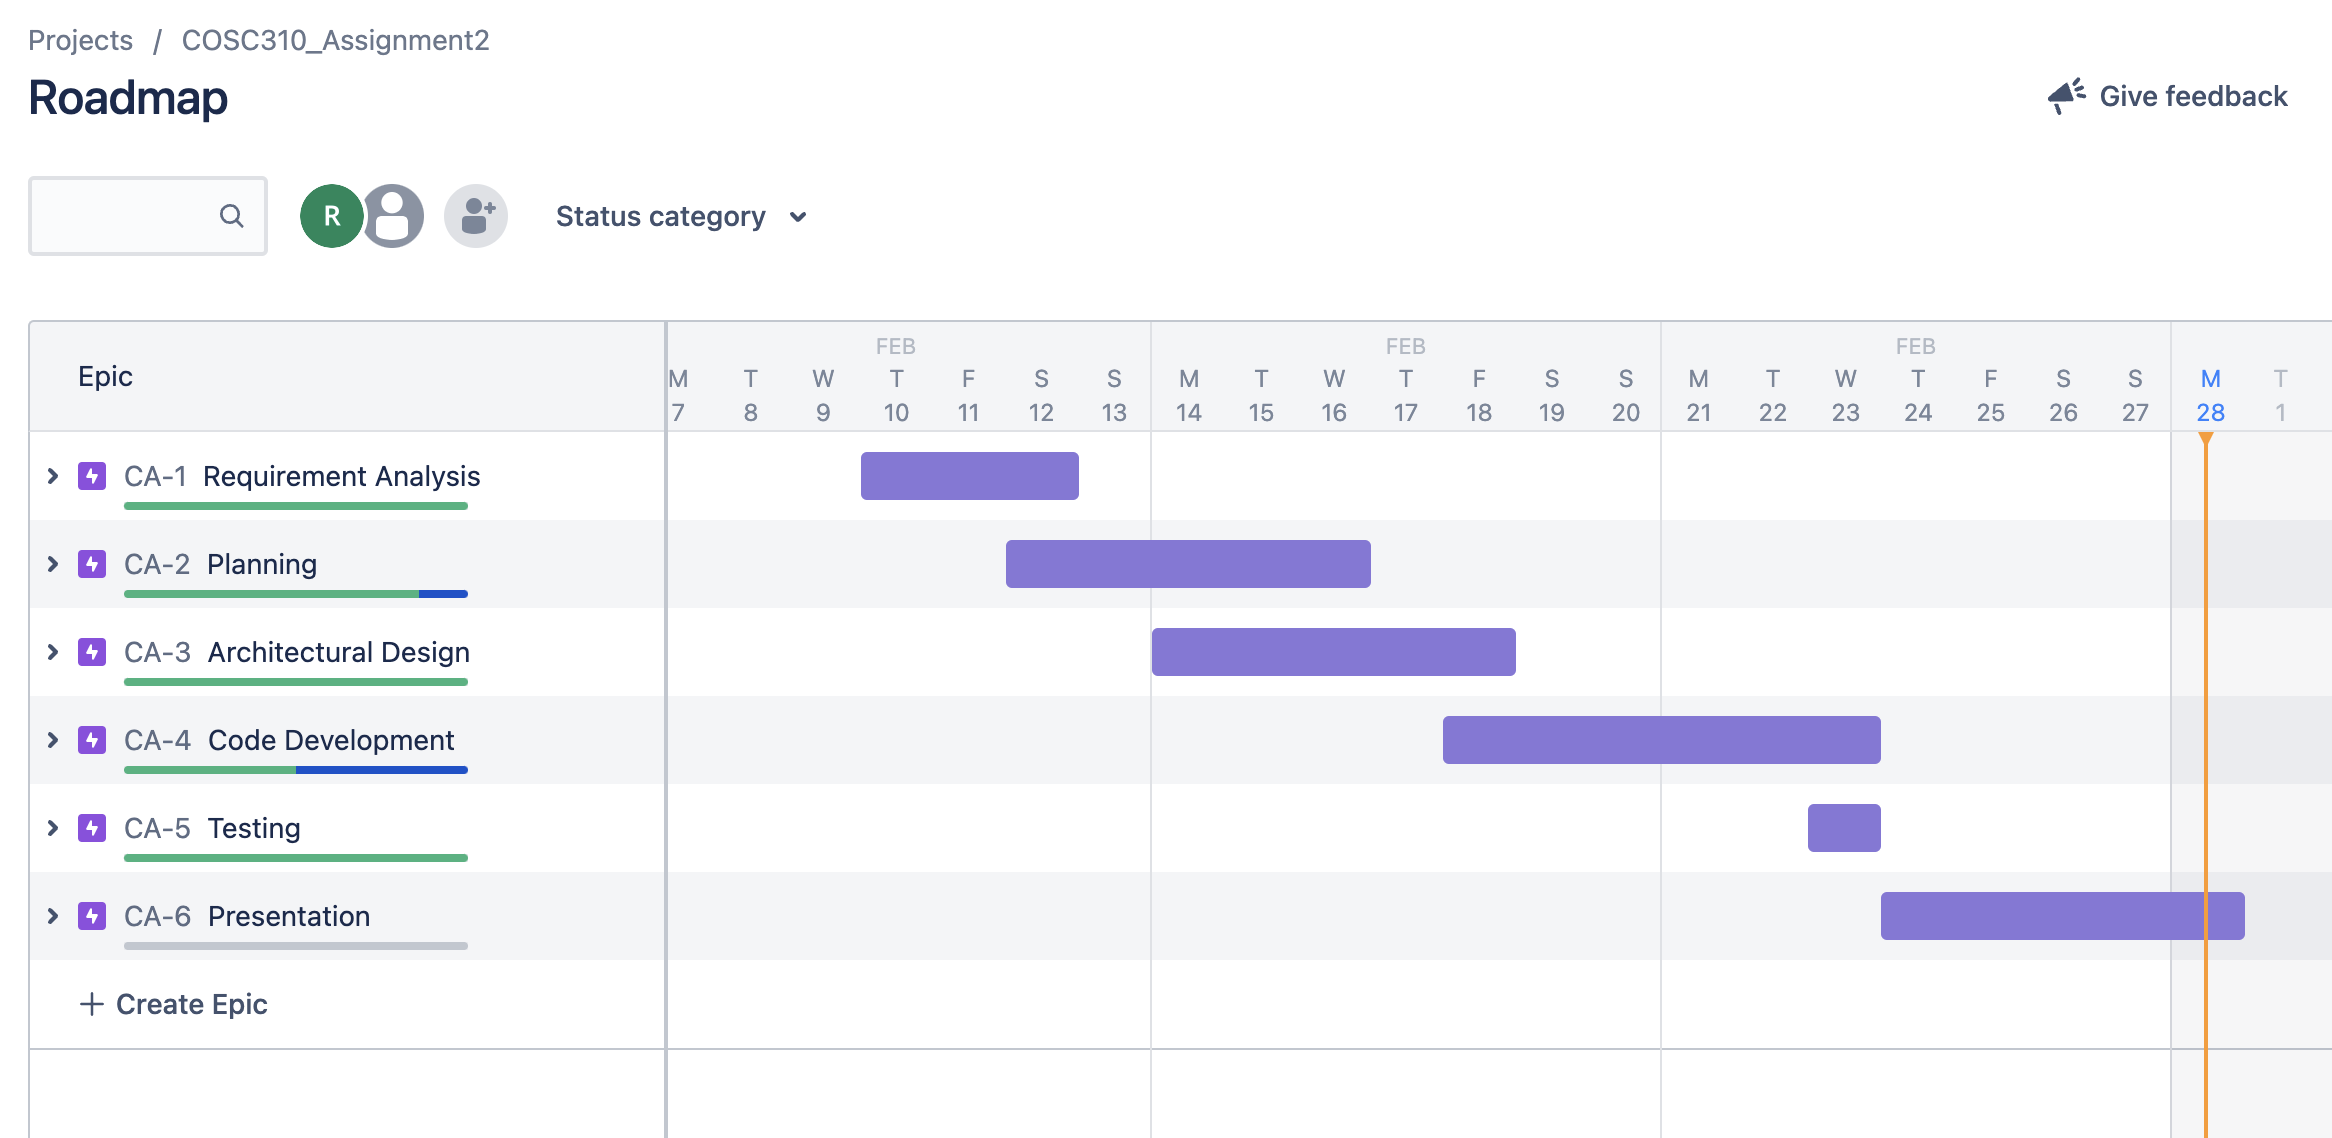 Projects / COSC310_Assignment2
Roadmap
Give feedback
R
Status category
Epic
FEB FEB FEB
M T W T F S S M T W T F S S M T W T F S S M T
7 8 9 10 11 12 13 14 15 16 17 18 19 20 21 22 23 24 25 26 27 28 1
CA-1 Requirement Analysis
CA-2 Planning
CA-3 Architectural Design
CA-4 Code Development
CA-5 Testing
CA-6 Presentation
+ Create Epic